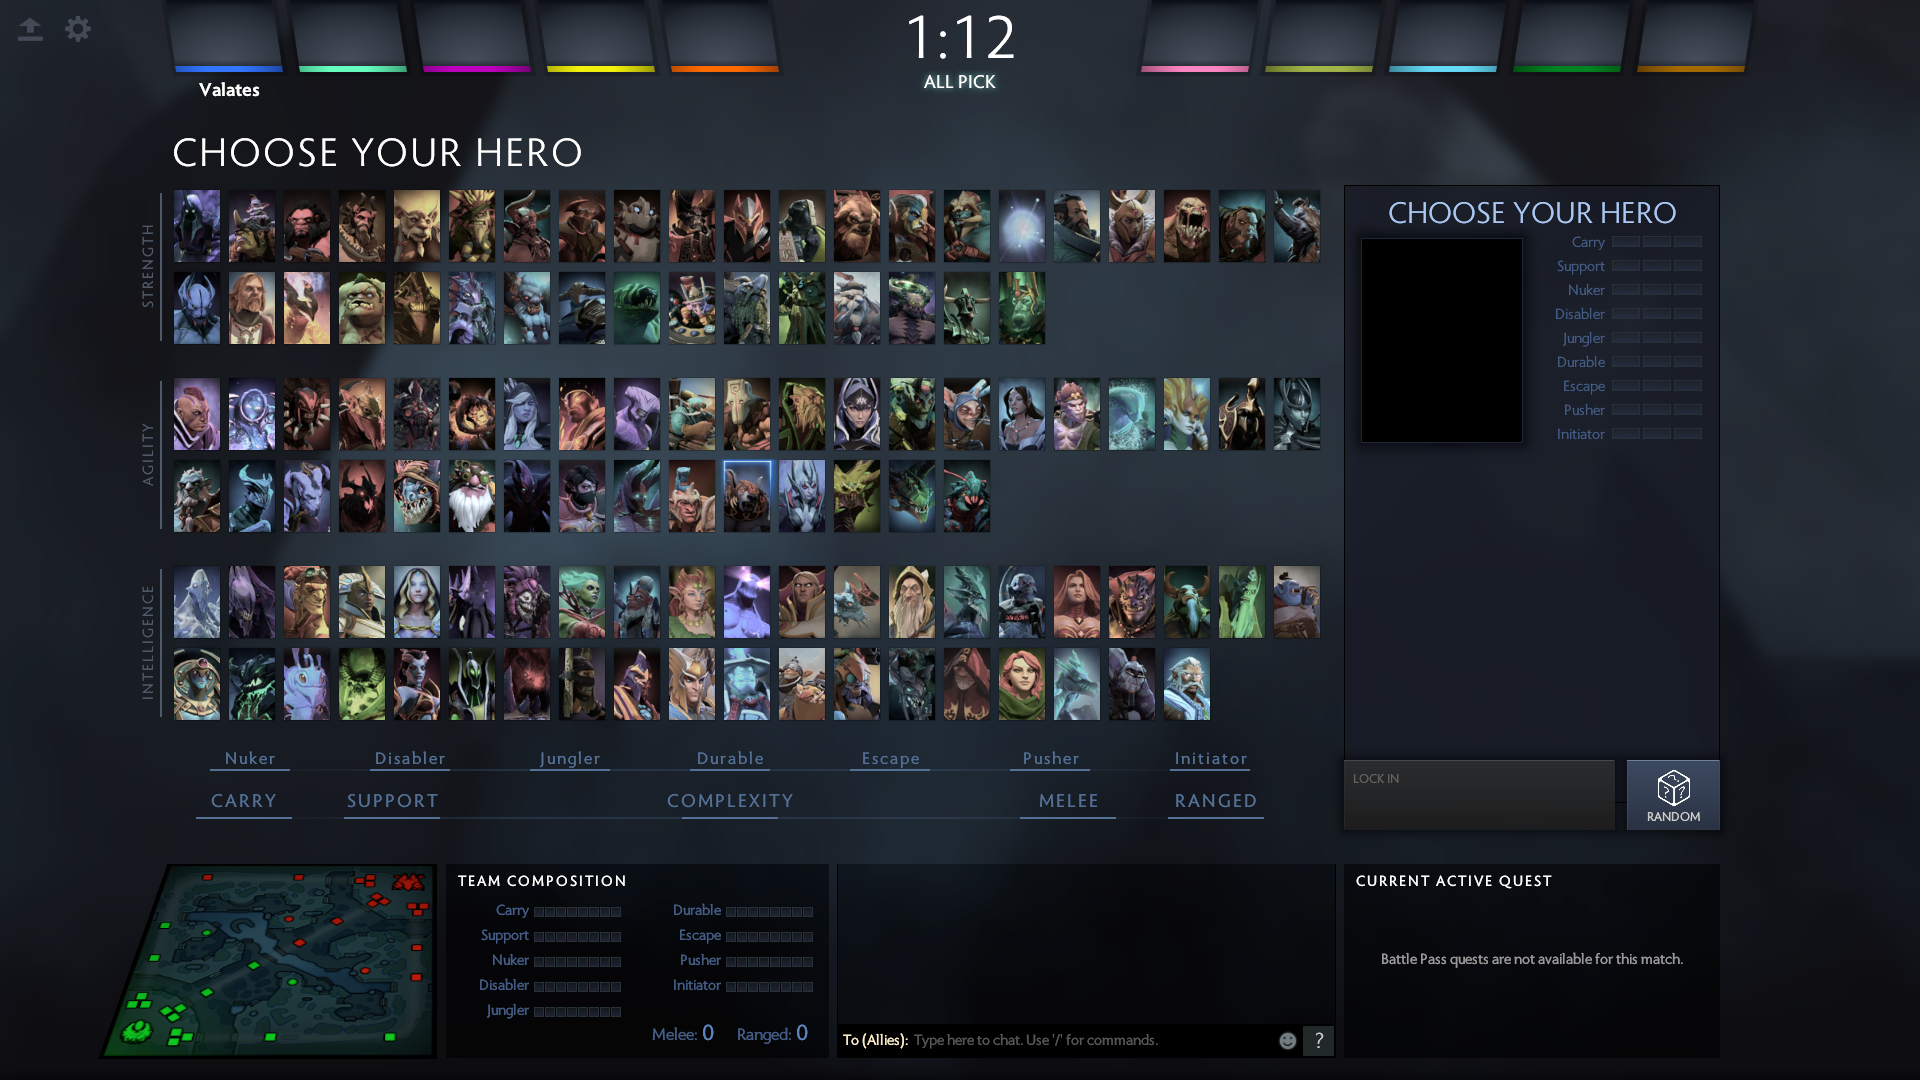 1:12
ALL PICK
Valates
CHOOSE YOUR HERO
STRENGTH
AGILITY
INTELLIGENCE
Nuker Disabler Jungler Durable Escape Pusher Initiator
CARRY SUPPORT COMPLEXITY MELEE RANGED
CHOOSE YOUR HERO
Carry
Support
Nuker
Disabler
Jungler
Durable
Escape
Pusher
Initiator
LOCK IN
RANDOM
TEAM COMPOSITION
Carry Durable
Support Escape
Nuker Pusher
Disabler Initiator
Jungler
Melee: 0 Ranged: 0
To (Allies): Type here to chat. Use '/' for commands.
?
CURRENT ACTIVE QUEST
Battle Pass quests are not available for this match.